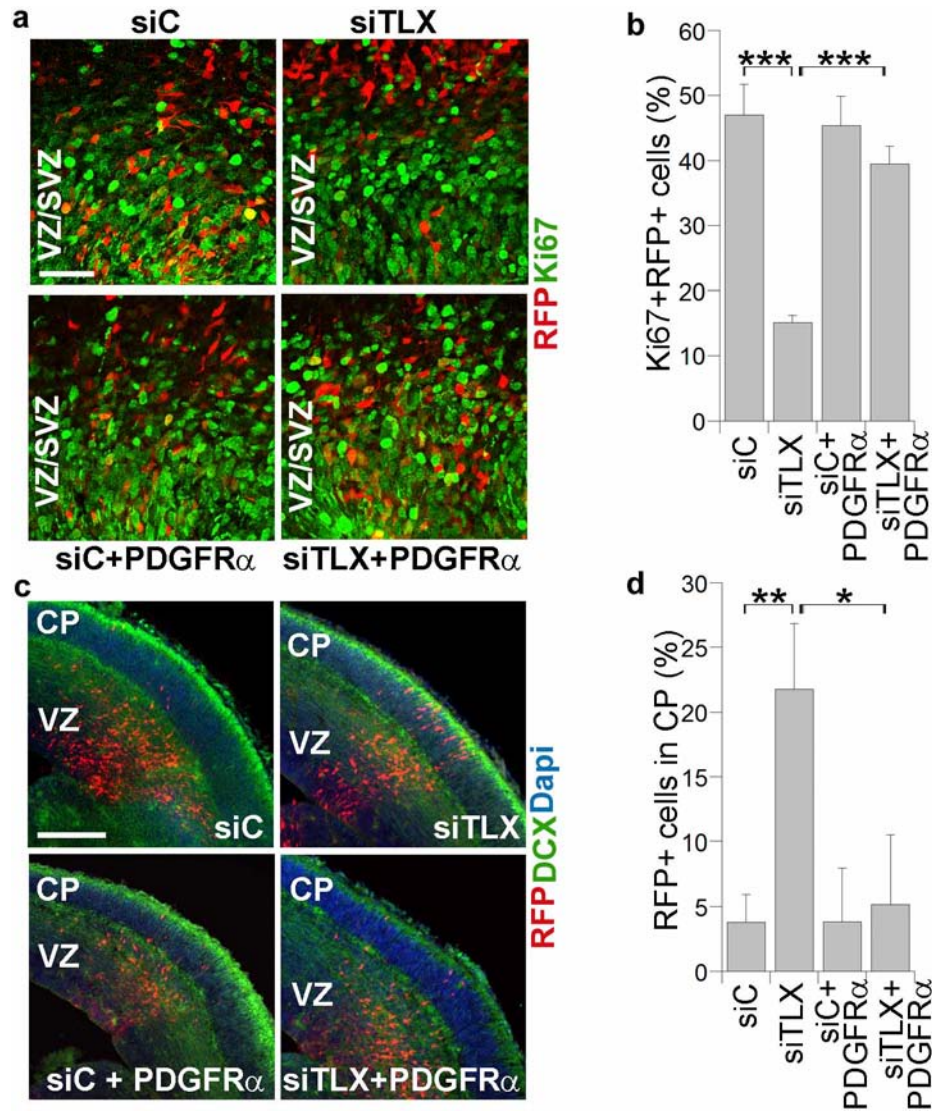 a
siC
siTLX
VZ/SVZ
VZ/SVZ
VZ/SVZ
VZ/SVZ
siC+PDGFRα
siTLX+PDGFRα
RFP Ki67
b
Ki67+RFP+ cells (%)
60
50
40
30
20
10
0
***
***
siC
siTLX
siC+
PDGFRα
siTLX+
PDGFRα
c
CP
VZ
siC
CP
VZ
siTLX
CP
VZ
siC + PDGFRα
CP
VZ
siTLX+PDGFRα
RFP DCX Dapi
d
RFP+ cells in CP (%)
30
25
20
15
10
5
0
**
*
siC
siTLX
siC+
PDGFRα
siTLX+
PDGFRα